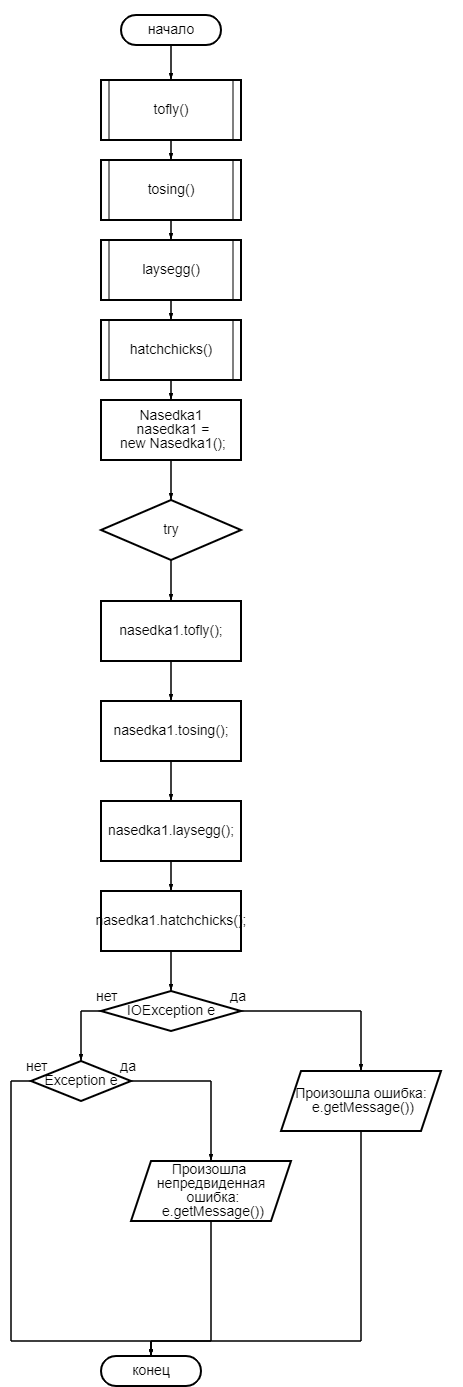 начало
tofly()
tosing()
laysegg()
hatchchicks()
Nasedka1
nasedka1 =
new Nasedka1();
try
nasedka1.tofly();
nasedka1.tosing();
nasedka1.laysegg();
nasedka1.hatchchicks();
нет
да
IOException e
нет
да
Exception e
Произошла ошибка:
e.getMessage())
Произошла
непредвиденная
ошибка:
e.getMessage())
конец